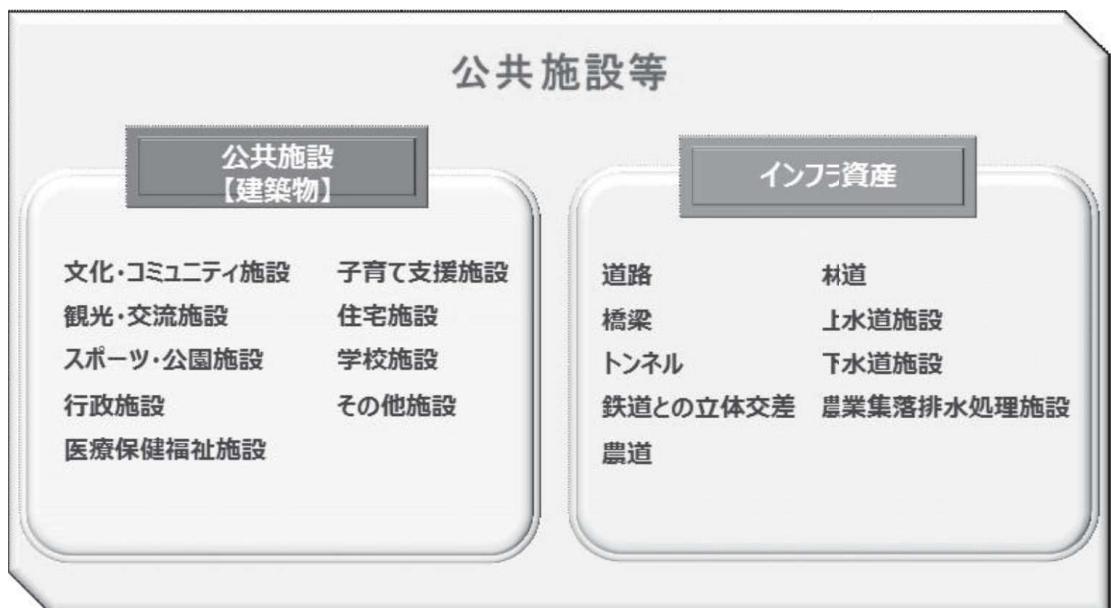 公共施設等
公共施設
【建築物】
文化・コミュニティ施設
観光・交流施設
スポーツ・公園施設
行政施設
医療保健福祉施設
子育て支援施設
住宅施設
学校施設
その他施設
インフラ資産
道路
橋梁
トンネル
鉄道との立体交差
農道
林道
上水道施設
下水道施設
農業集落排水処理施設